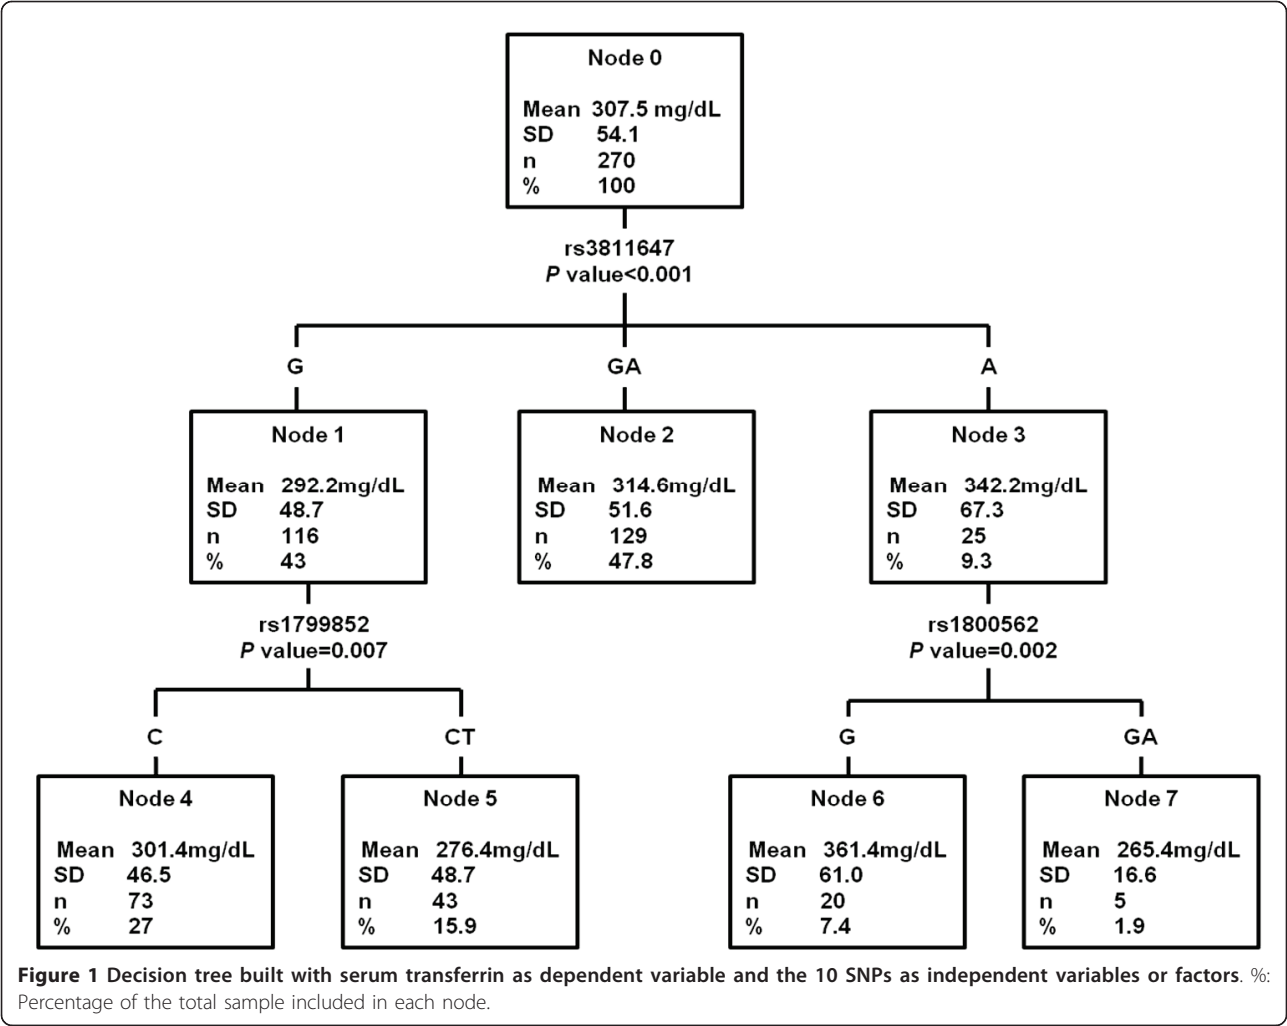 Node 0
Mean 307.5 mg/dL
SD 54.1
n 270
% 100
rs3811647
P value<0.001
G
GA
A
Node 1
Mean 292.2mg/dL
SD 48.7
n 116
% 43
Node 2
Mean 314.6mg/dL
SD 51.6
n 129
% 47.8
Node 3
Mean 342.2mg/dL
SD 67.3
n 25
% 9.3
rs1799852
P value=0.007
rs1800562
P value=0.002
C
CT
G
GA
Node 4
Mean 301.4mg/dL
SD 46.5
n 73
% 27
Node 5
Mean 276.4mg/dL
SD 48.7
n 43
% 15.9
Node 6
Mean 361.4mg/dL
SD 61.0
n 20
% 7.4
Node 7
Mean 265.4mg/dL
SD 16.6
n 5
% 1.9
Figure 1 Decision tree built with serum transferrin as dependent variable and the 10 SNPs as independent variables or factors. %:
Percentage of the total sample included in each node.